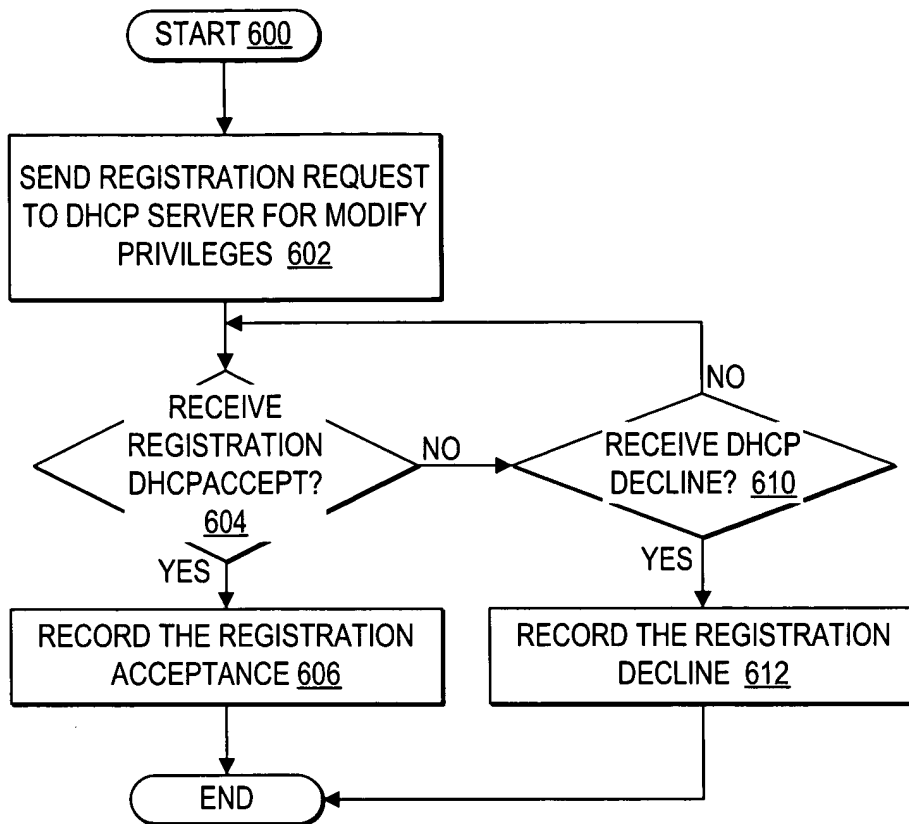 START 600
SEND REGISTRATION REQUEST
TO DHCP SERVER FOR MODIFY
PRIVILEGES 602
RECEIVE
REGISTRATION
DHCPACCEPT?
604
NO
YES
RECEIVE DHCP
DECLINE? 610
NO
YES
RECORD THE REGISTRATION
ACCEPTANCE 606
RECORD THE REGISTRATION
DECLINE 612
END